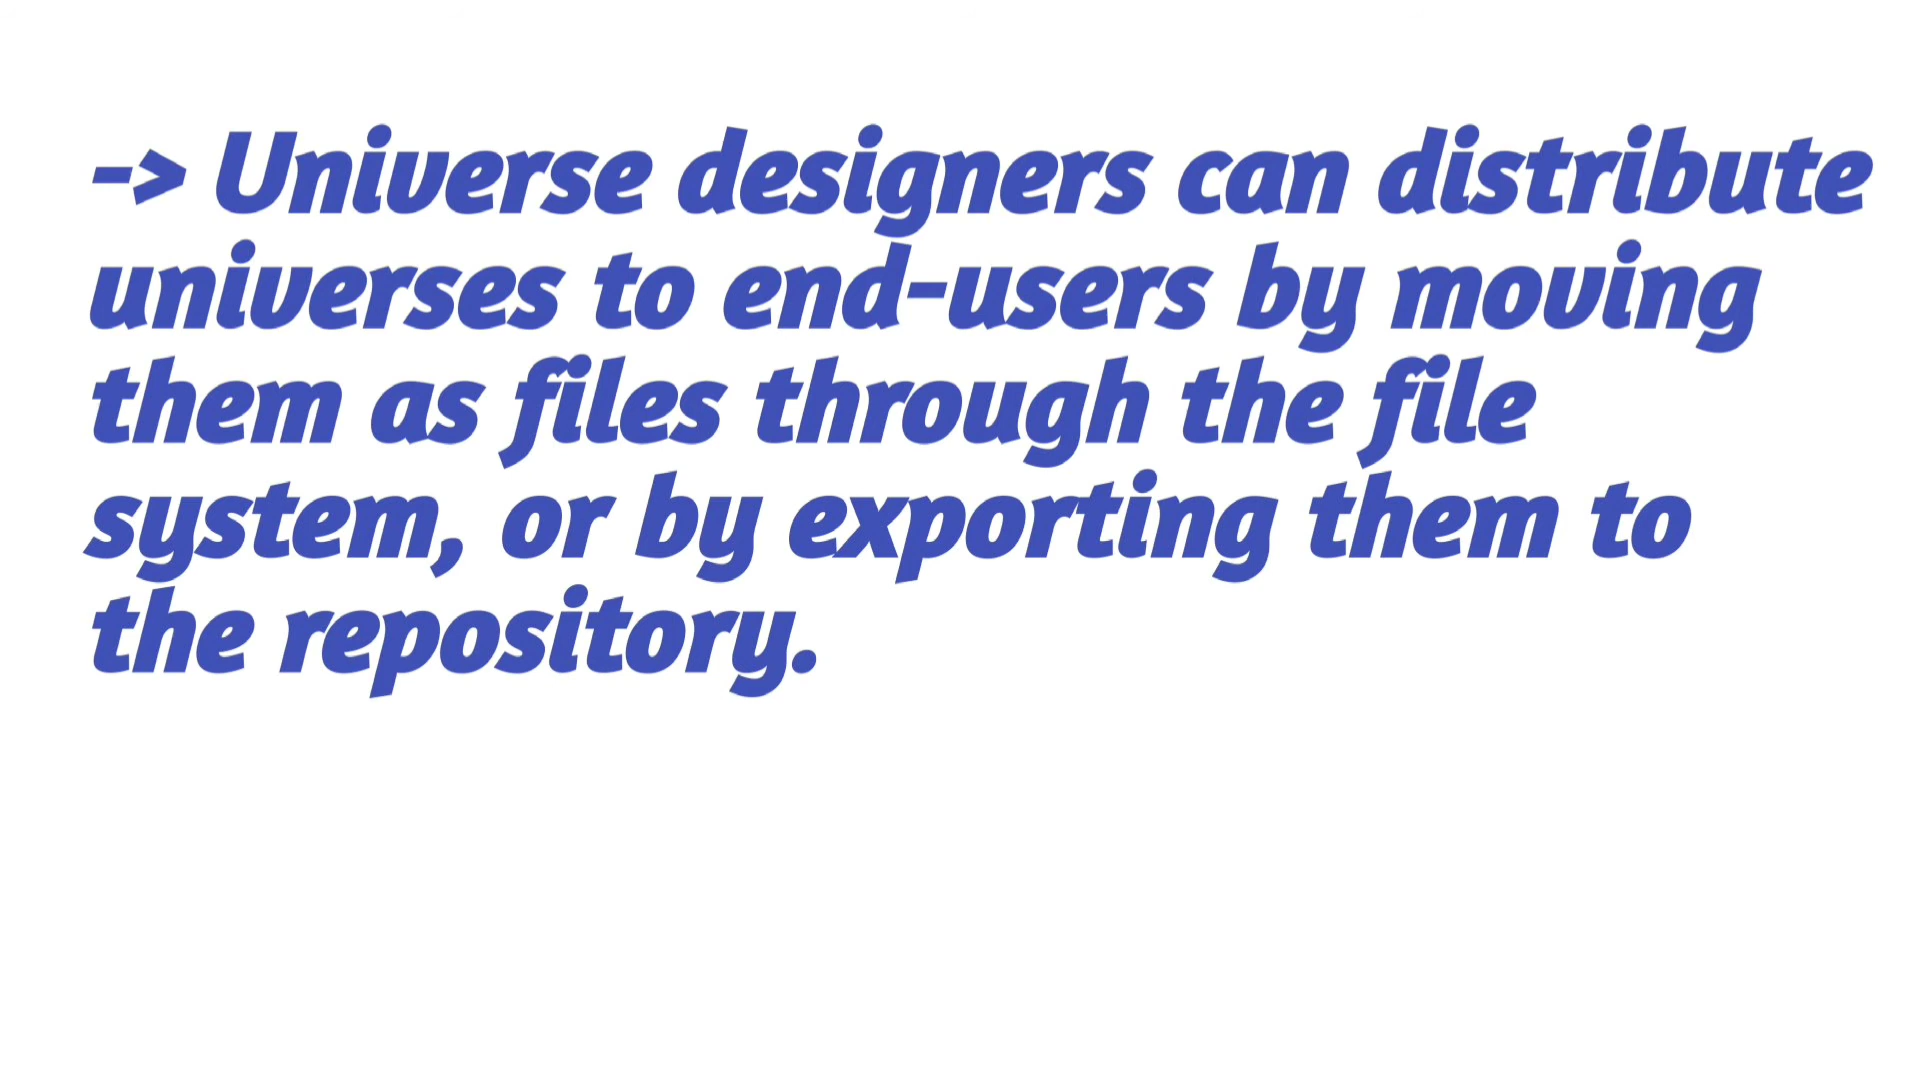 -> Universe designers can distribute
universes to end-users by moving
them as files through the file
system, or by exporting them to
the repository.